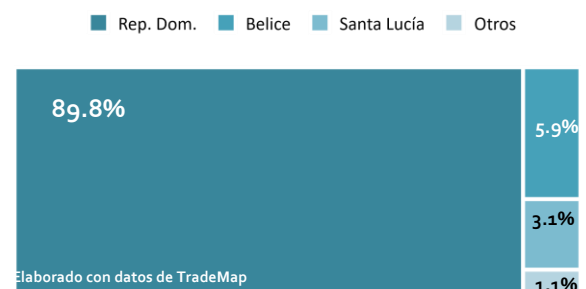 Rep. Dom. Belice Santa Lucía Otros
89.8%
5.9%
3.1%
1.1%
Elaborado con datos de TradeMap